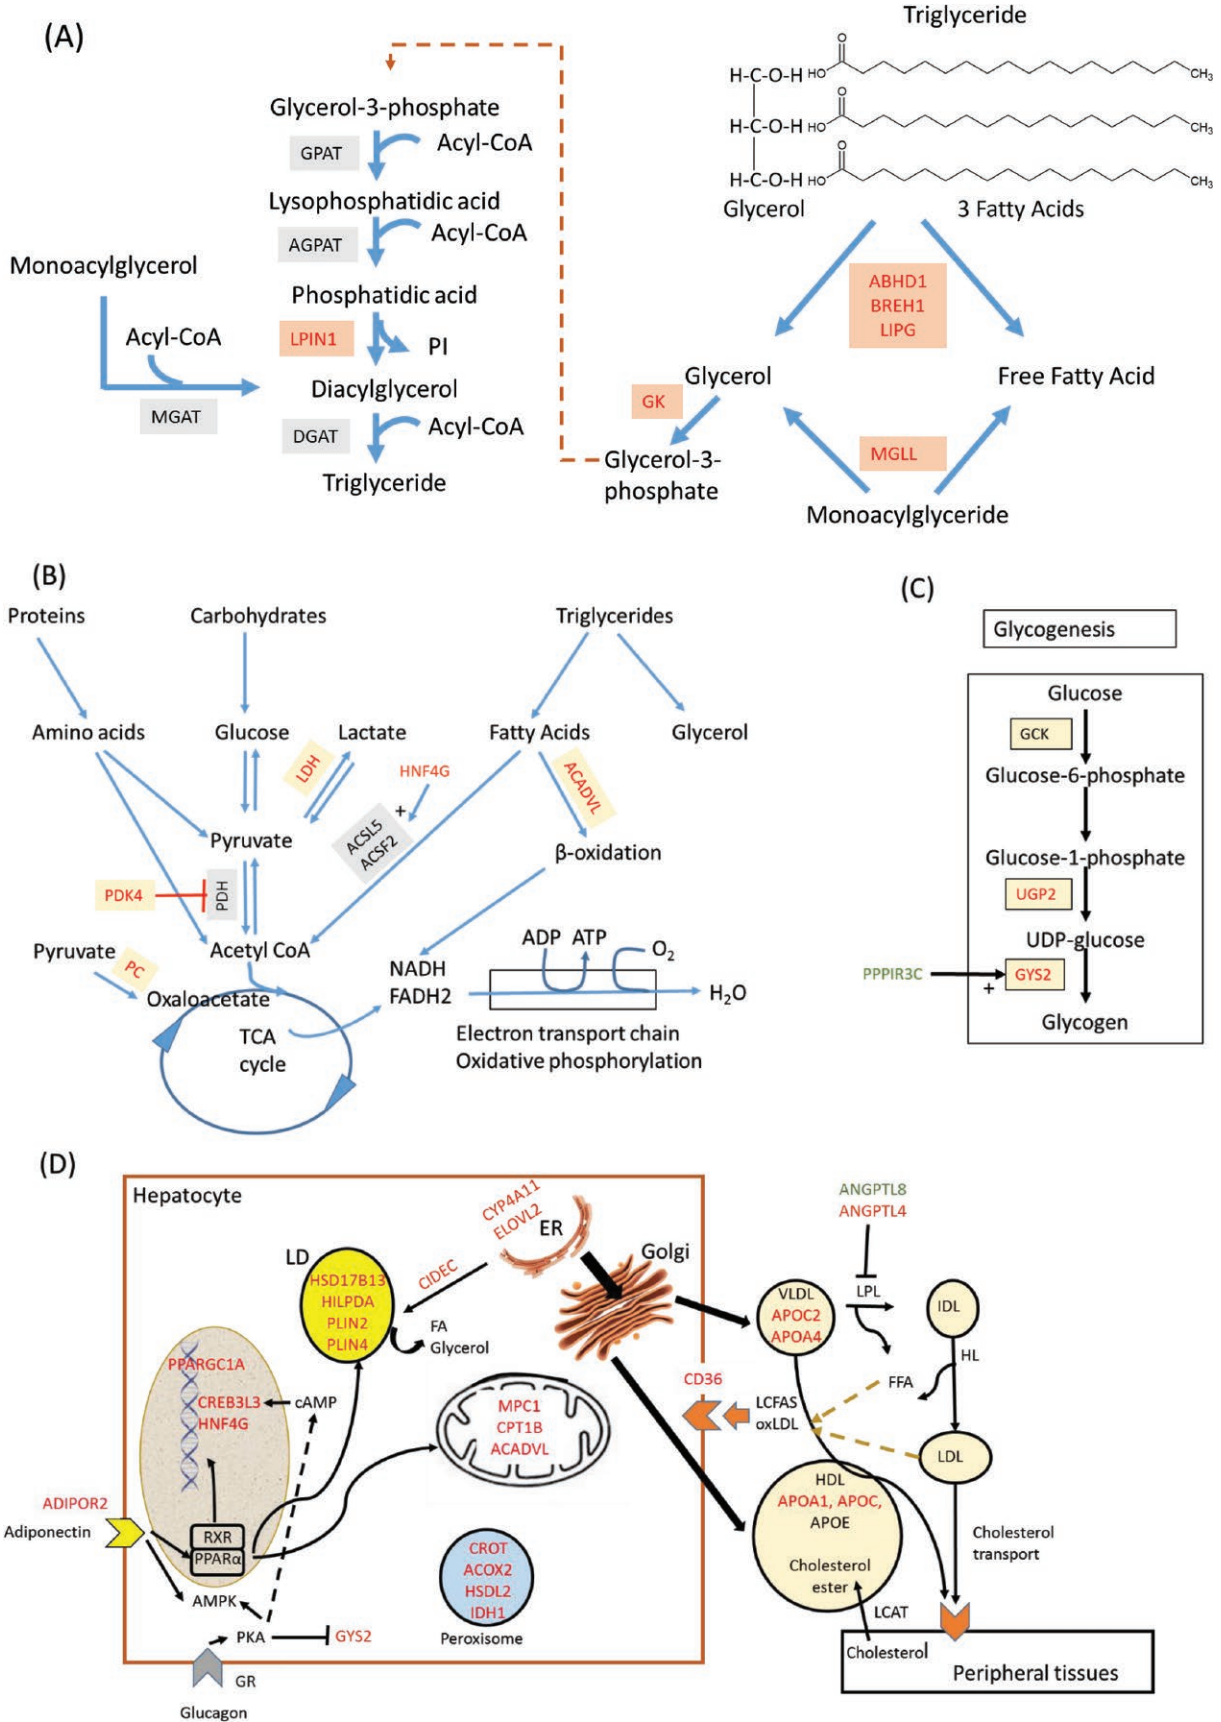 (A)
Triglyceride
H-C-O-H HO O CH3
H-C-O-H HO O CH3
H-C-O-H HO O CH3
Glycerol 3 Fatty Acids
Glycerol-3-phosphate
GPAT Acyl-CoA
Lysophosphatidic acid
AGPAT Acyl-CoA
Monoacylglycerol
Phosphatidic acid
Acyl-CoA
LPIN1 PI
MGAT
Diacylglycerol
DGAT Acyl-CoA
Triglyceride
ABHD1
BREH1
LIPG
Glycerol Free Fatty Acid
GK
MGLL
Glycerol-3-
phosphate
Monoacylglyceride
(B)
Proteins Carbohydrates Triglycerides
Amino acids Glucose Lactate Fatty Acids Glycerol
LDH
HNF4G
+
ACSL5
ACSF2
ACADVL
Pyruvate
β-oxidation
PDK4
PDH
Pyruvate
PC
Acetyl CoA
Oxaloacetate
TCA
cycle
NADH
FADH2
ADP ATP O₂
H₂O
Electron transport chain
Oxidative phosphorylation
(C)
Glycogenesis
Glucose
GCK
Glucose-6-phosphate
Glucose-1-phosphate
UGP2
UDP-glucose
PPPIR3C + GYS2
Glycogen
(D)
Hepatocyte
CYP4A11
ELOVL2
ER
Golgi
LD
HSD17B13
HILPDA
PLIN2
PLIN4
CIDEC
FA
Glycerol
PPARGC1A
CREB3L3
HNF4G
cAMP
MPC1
CPT1B
ACADVL
ADIPOR2
Adiponectin
RXR
PPARα
AMPK
PKA
GYS2
GR
Glucagon
CROT
ACOX2
HSDL2
IDH1
Peroxisome
CD36
LCFAS
oxLDL
ANGPTL8
ANGPTL4
VLDL
APOC2
APOA4
LPL
IDL
HL
FFA
LDL
HDL
APOA1, APOC,
APOE
Cholesterol
ester
Cholesterol
transport
LCAT
Cholesterol
Peripheral tissues